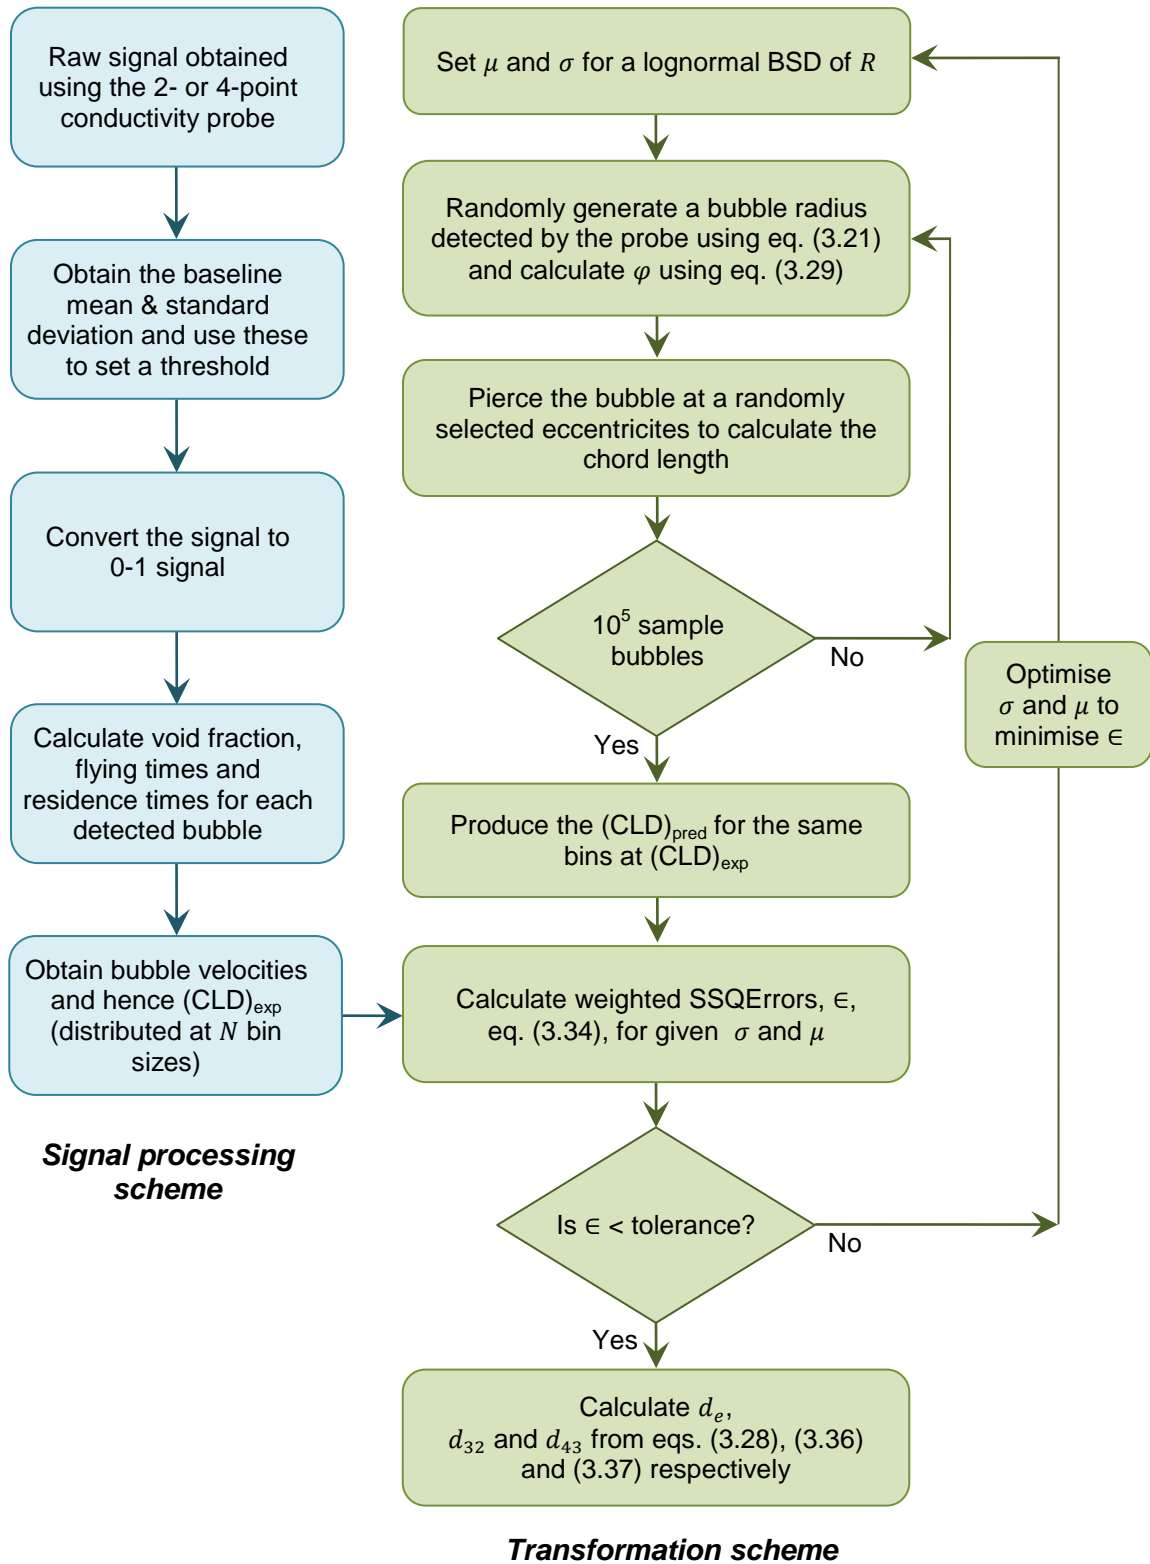 Raw signal obtained
using the 2- or 4-point
conductivity probe
Obtain the baseline
mean & standard
deviation and use these
to set a threshold
Convert the signal to
0-1 signal
Calculate void fraction,
flying times and
residence times for each
detected bubble
Obtain bubble velocities
and hence (CLD)exp
(distributed at N bin
sizes)
Signal processing
scheme
Set μ and σ for a lognormal BSD of R
Randomly generate a bubble radius
detected by the probe using eq. (3.21)
and calculate φ using eq. (3.29)
Pierce the bubble at a randomly
selected eccentricites to calculate the
chord length
10⁵ sample
bubbles
No
Yes
Produce the (CLD)pred for the same
bins at (CLD)exp
Calculate weighted SSQErrors, ∈,
eq. (3.34), for given σ and μ
Is ∈ < tolerance?
No
Yes
Optimise
σ and μ to
minimise ∈
Calculate dₑ,
d₃₂ and d₄₃ from eqs. (3.28), (3.36)
and (3.37) respectively
Transformation scheme